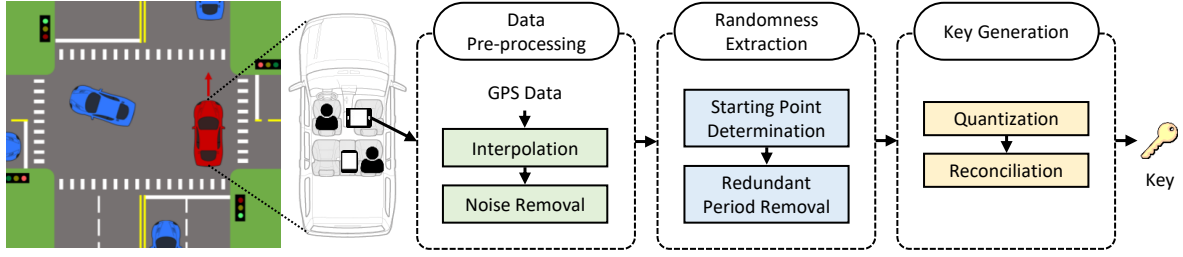 Data
Pre-processing
GPS Data
Interpolation
Noise Removal
Randomness
Extraction
Starting Point
Determination
Redundant
Period Removal
Key Generation
Quantization
Reconciliation
Key